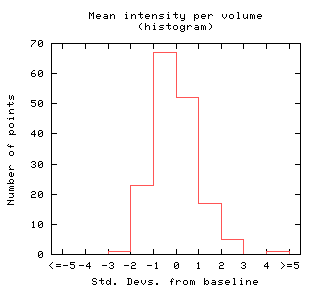 Mean intensity per volume
(histogram)
70
60
50
40
30
20
10
0
Number of points
<=-5 -4 -3 -2 -1 0 1 2 3 4 >=5
Std. Devs. from baseline